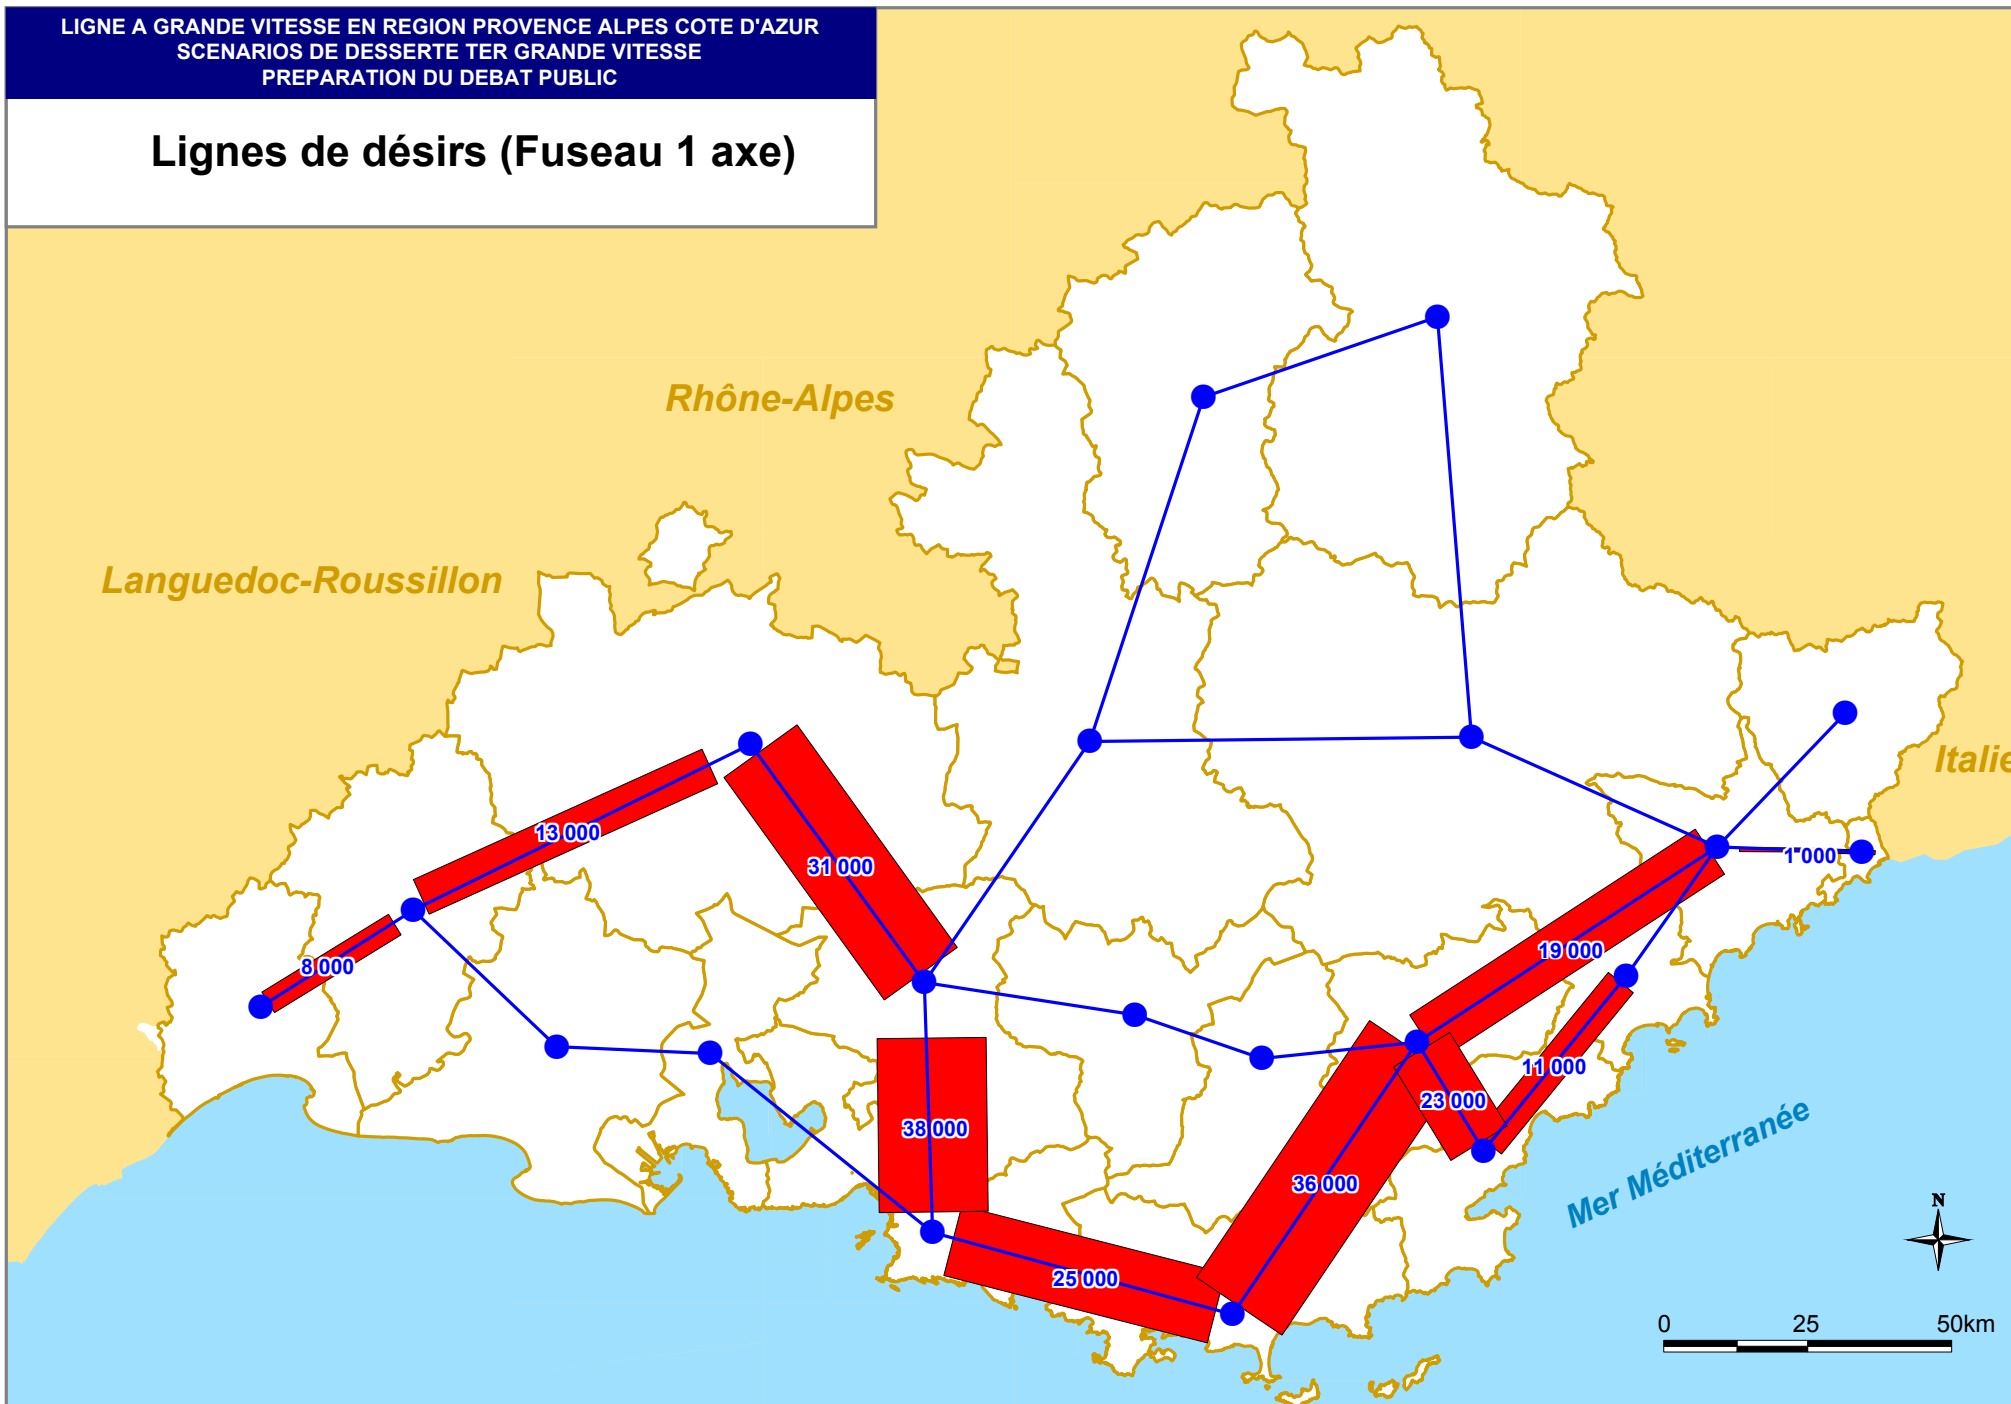 LIGNE A GRANDE VITESSE EN REGION PROVENCE ALPES COTE D'AZUR
SCENARIOS DE DESSERTE TER GRANDE VITESSE
PREPARATION DU DEBAT PUBLIC
Lignes de désirs (Fuseau 1 axe)
Rhône-Alpes
Languedoc-Roussillon
Italie
13 000
31 000
1 000
8 000
19 000
11 000
23 000
38 000
36 000
25 000
Mer Méditerranée
N
0 25 50km